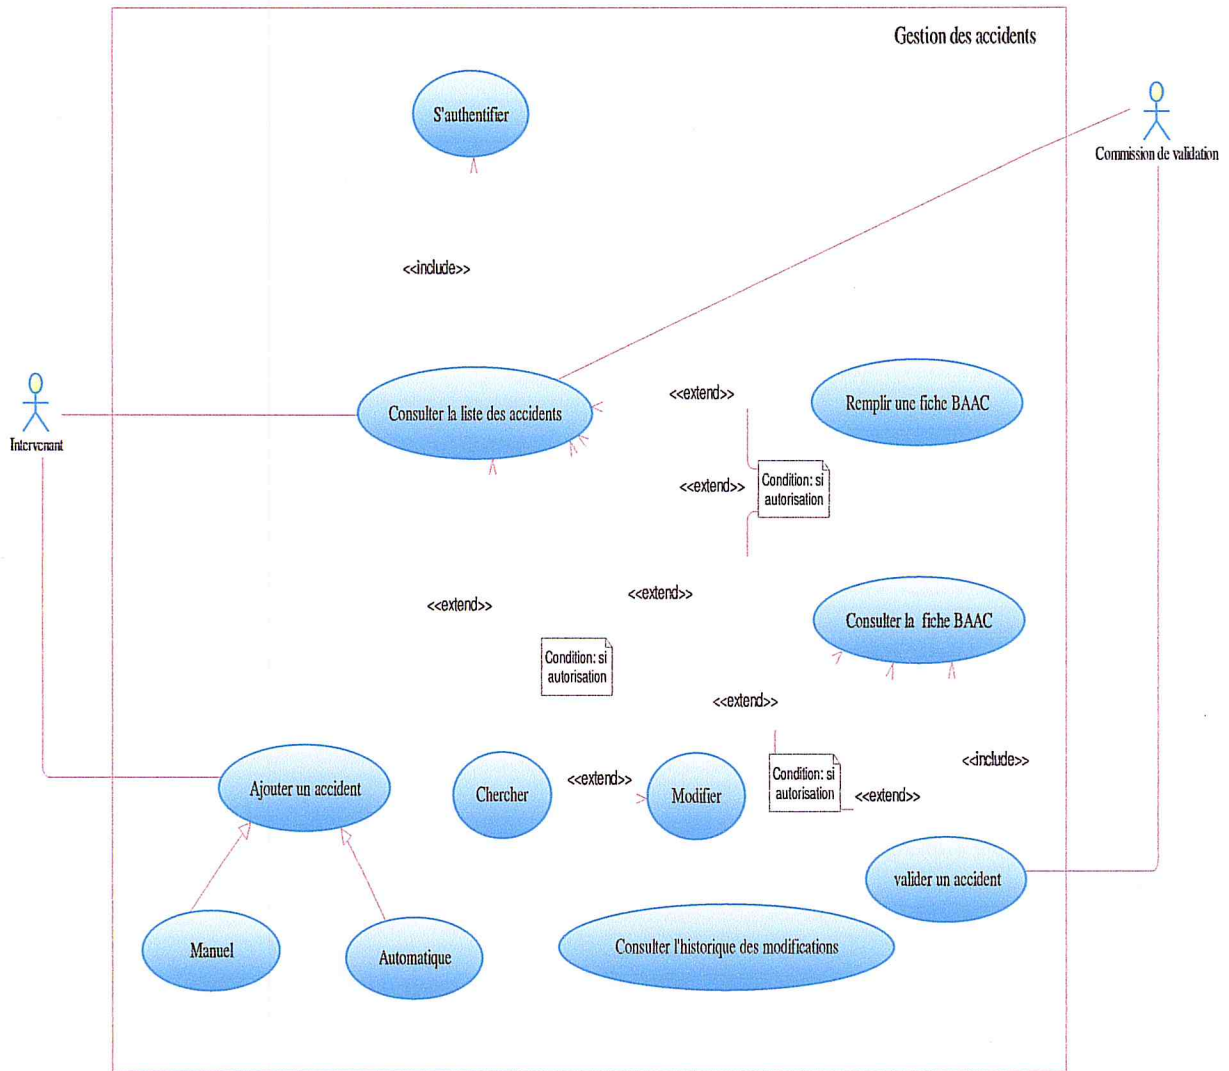 Gestion des accidents
S'authentifier
Commission de validation
<<include>>
Intervenant
Consulter la liste des accidents
<<extend>>
Remplir une fiche BAAC
<<extend>>
Condition: si
autorisation
<<extend>>
<<extend>>
Consulter la fiche BAAC
Condition: si
autorisation
<<extend>>
<<include>>
Ajouter un accident
Chercher
<<extend>>
Modifier
Condition: si
autorisation
<<extend>>
valider un accident
Manuel
Automatique
Consulter l'historique des modifications